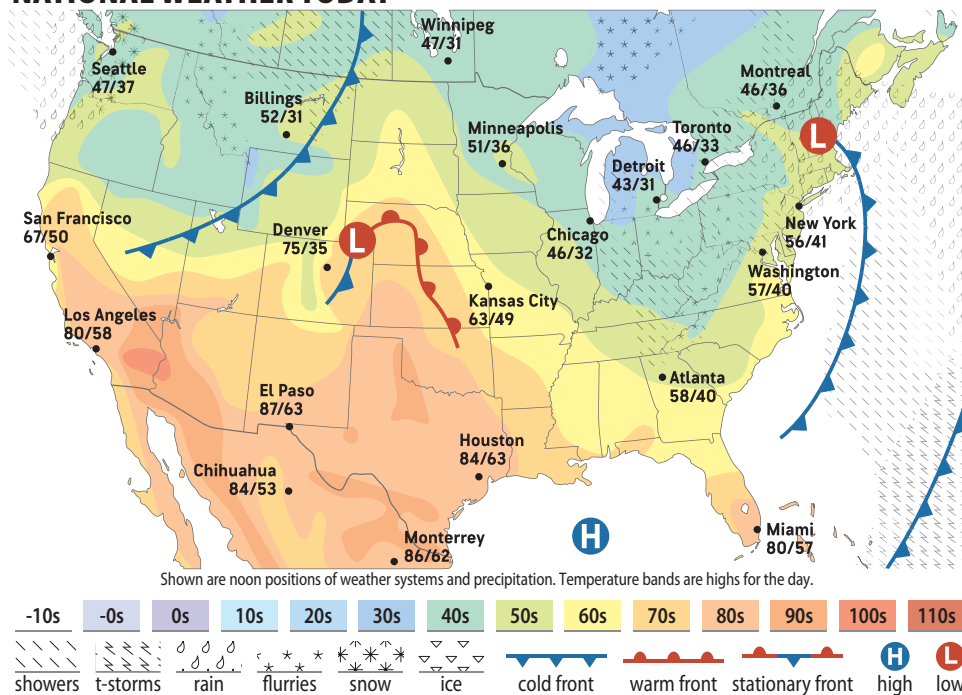 NATIONAL WEATHER TODAY
Winnipeg
47/31
Seattle
47/37
Montreal
46/36
Billings
52/31
Minneapolis
51/36
Toronto
46/33
L
Detroit
43/31
San Francisco
67/50
Denver
75/35
L
Chicago
46/32
New York
56/41
Washington
57/40
Kansas City
63/49
Los Angeles
80/58
Atlanta
58/40
El Paso
87/63
Houston
84/63
Chihuahua
84/53
H
Miami
80/57
Monterrey
86/62
Shown are noon positions of weather systems and precipitation. Temperature bands are highs for the day.
-10s -0s 0s 10s 20s 30s 40s 50s 60s 70s 80s 90s 100s 110s
H L
showers t-storms rain flurries snow ice cold front warm front stationary front high low